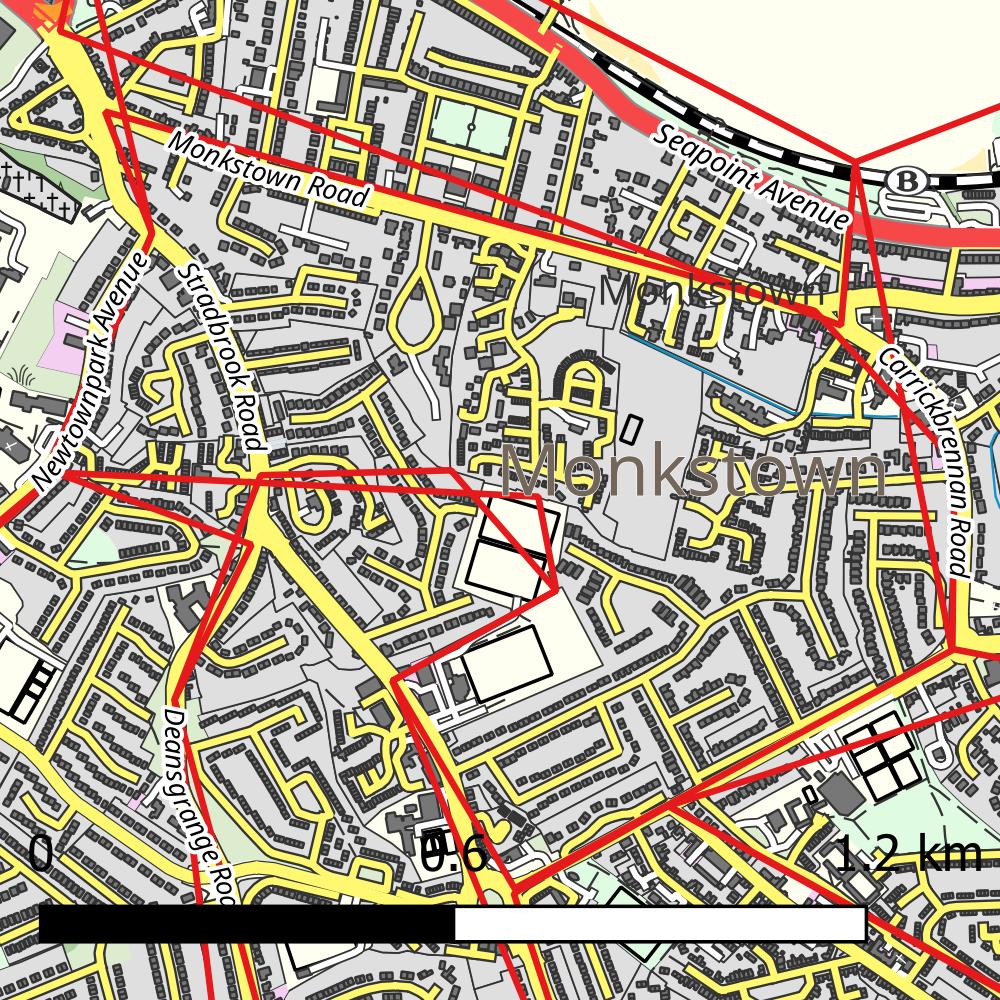 Seapoint Avenue
Monkstown Road
B
Monkstown
Newtownpark Avenue
Stradbrook Road
Carrickbrennan Road
Monkstown
Deansgrange Road
0
0.6
1.2 km